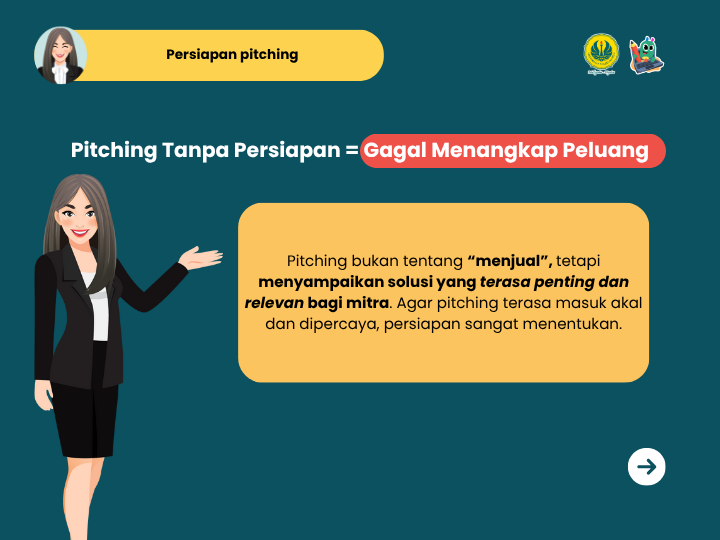 Persiapan pitching
Pitching Tanpa Persiapan = Gagal Menangkap Peluang
Pitching bukan tentang “menjual”, tetapi
menyampaikan solusi yang terasa penting dan
relevan bagi mitra. Agar pitching terasa masuk akal
dan dipercaya, persiapan sangat menentukan.